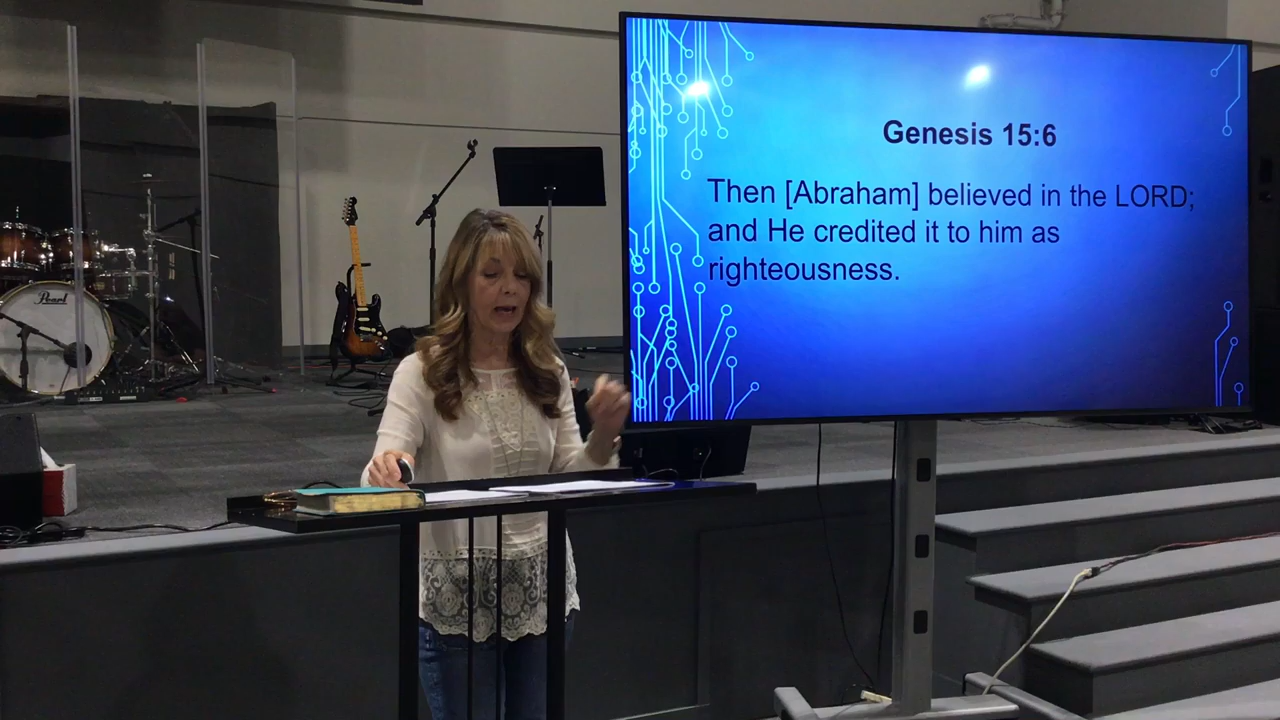 Genesis 15:6
Then [Abraham] believed in the LORD;
and He credited it to him as
righteousness.
Pearl